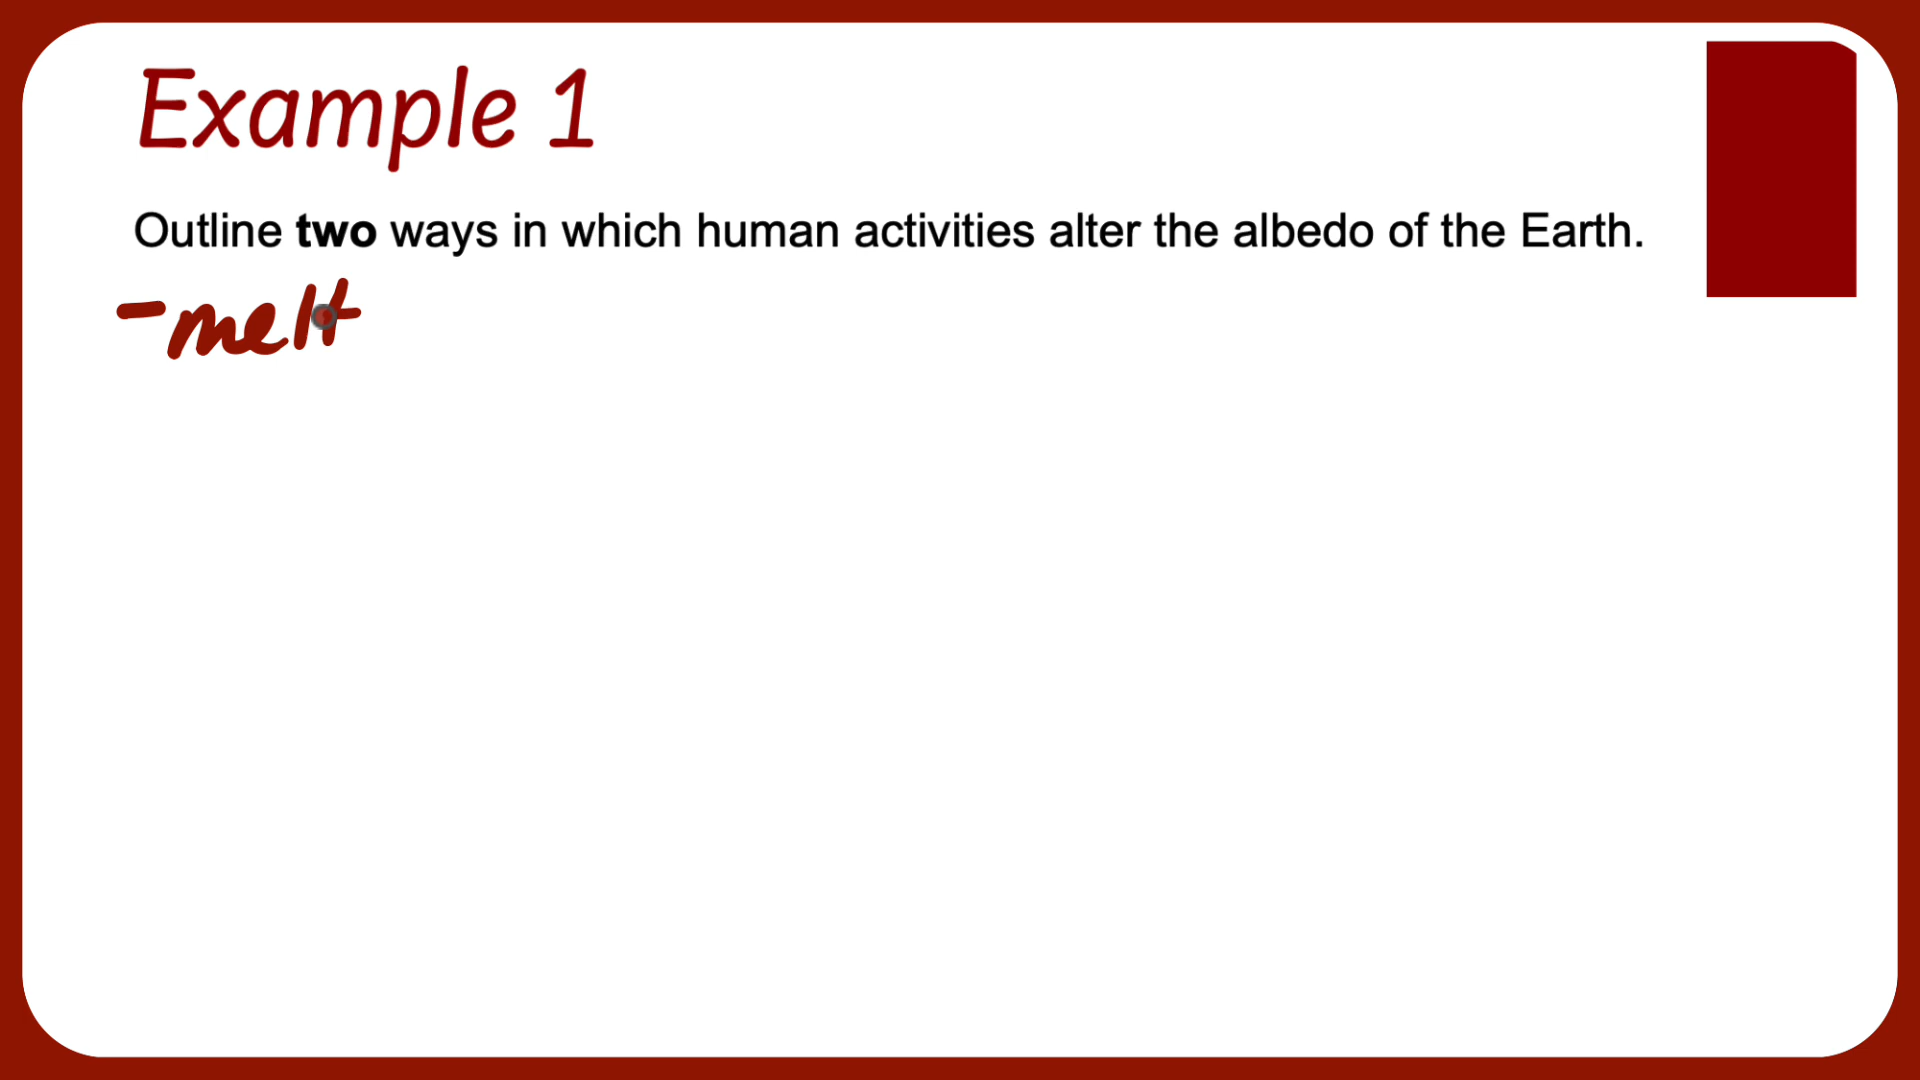 Example 1
Outline two ways in which human activities alter the albedo of the Earth.
-melt